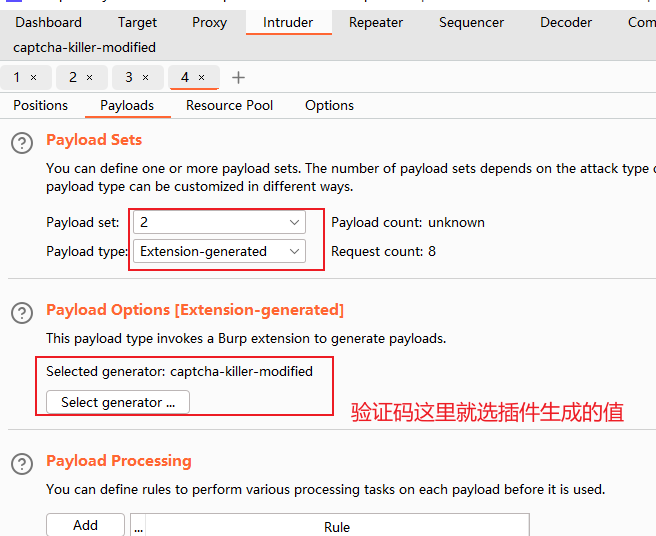 Dashboard Target Proxy Intruder Repeater Sequencer Decoder Com
captcha-killer-modified
1 × 2 × 3 × 4 × +
Positions Payloads Resource Pool Options
Payload Sets
You can define one or more payload sets. The number of payload sets depends on the attack type
payload type can be customized in different ways.
Payload set: 2 Payload count: unknown
Payload type: Extension-generated Request count: 8
Payload Options [Extension-generated]
This payload type invokes a Burp extension to generate payloads.
Selected generator: captcha-killer-modified
Select generator ...
验证码这里就选插件生成的值
Payload Processing
You can define rules to perform various processing tasks on each payload before it is used.
Add ... Rule